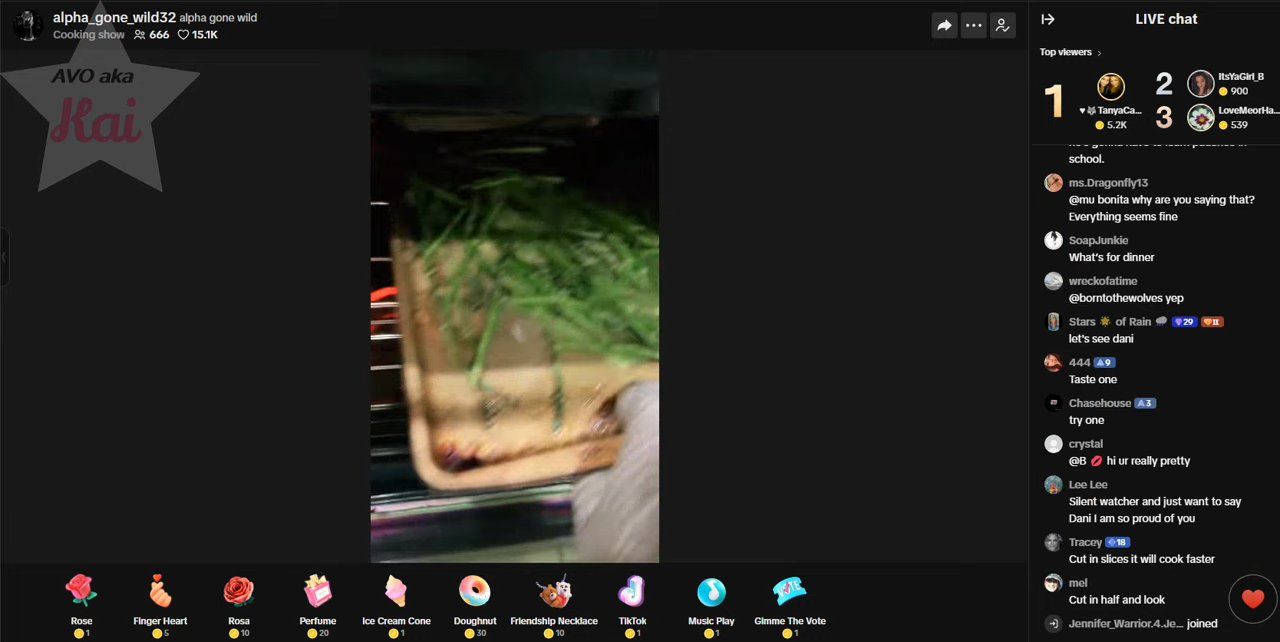 alpha_gone_wild32 alpha gone wild
Cooking show 666 15.1K
AVO aka
Kai
LIVE chat
Top viewers
1
TanyaCa...
5.2K
2
ItsYaGirl_B
900
3
LoveMeorHa...
539
school.
ms.Dragonfly13
@mu bonita why are you saying that?
Everything seems fine
SoapJunkie
What's for dinner
wreckofatime
@borntothewolves yep
Stars of Rain 29 II
let's see dani
444 9
Taste one
Chasehouse 3
try one
crystal
@B 💋 hi ur really pretty
Lee Lee
Silent watcher and just want to say
Dani I am so proud of you
Tracey 18
Cut in slices it will cook faster
mel
Cut in half and look
Jennifer_Warrior.4.Je... joined
Rose
1
Finger Heart
5
Rosa
10
Perfume
20
Ice Cream Cone
1
Doughnut
30
Friendship Necklace
10
TikTok
1
Music Play
1
Gimme The Vote
1